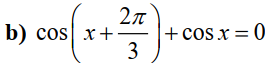 b) cos(x + 2π/3) + cos x = 0